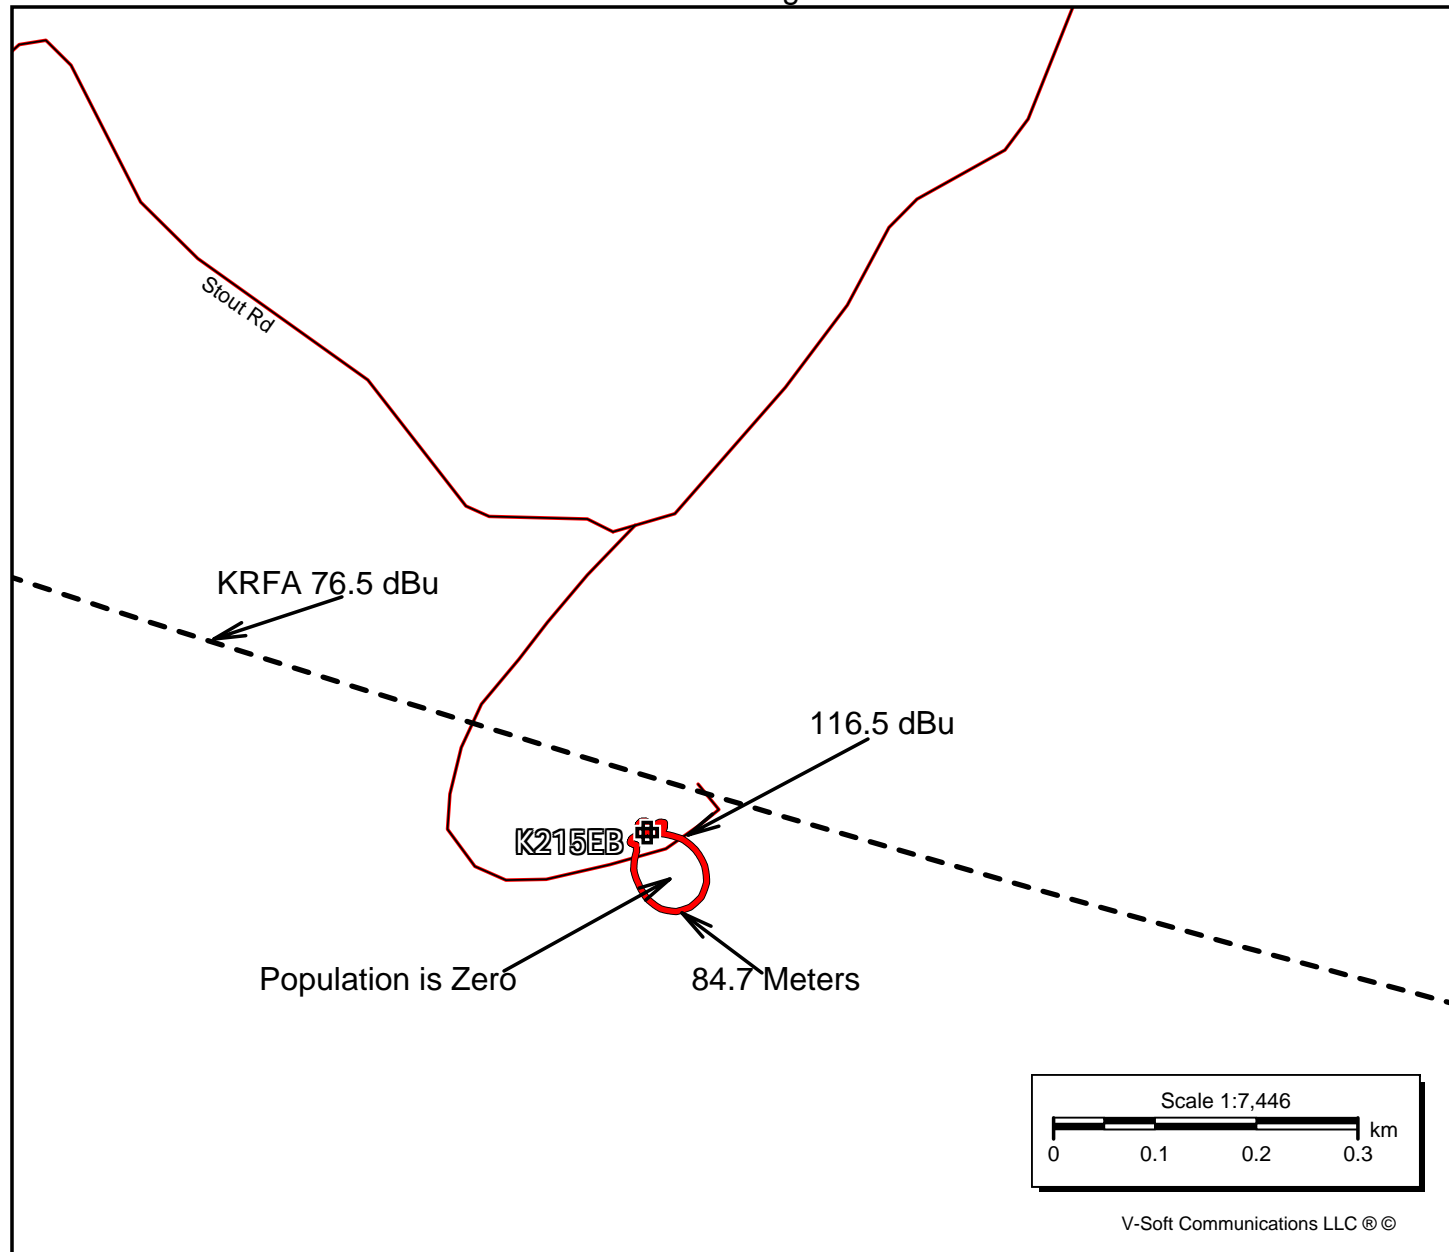 Stout Rd
KRFA 76.5 dBu
116.5 dBu
K215EB
Population is Zero
84.7 Meters
Scale 1:7,446
km
0 0.1 0.2 0.3
V-Soft Communications LLC ® ©